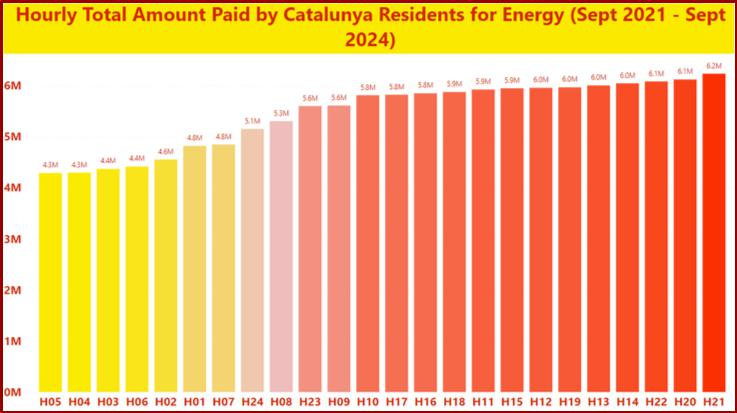 Hourly Total Amount Paid by Catalunya Residents for Energy (Sept 2021 - Sept
2024)
6.2M
6.1M
6.1M
6.0M
6.0M
6.0M
6.0M
5.9M
5.9M
5.9M
5.8M
5.8M
5.8M
5.6M
5.6M
5.3M
5.1M
4.8M
4.8M
4.6M
4.4M
4.4M
4.3M
4.3M
6M
5M
4M
3M
2M
1M
0M
H05 H04 H03 H06 H02 H01 H07 H24 H08 H23 H09 H10 H17 H16 H18 H11 H15 H12 H19 H13 H14 H22 H20 H21